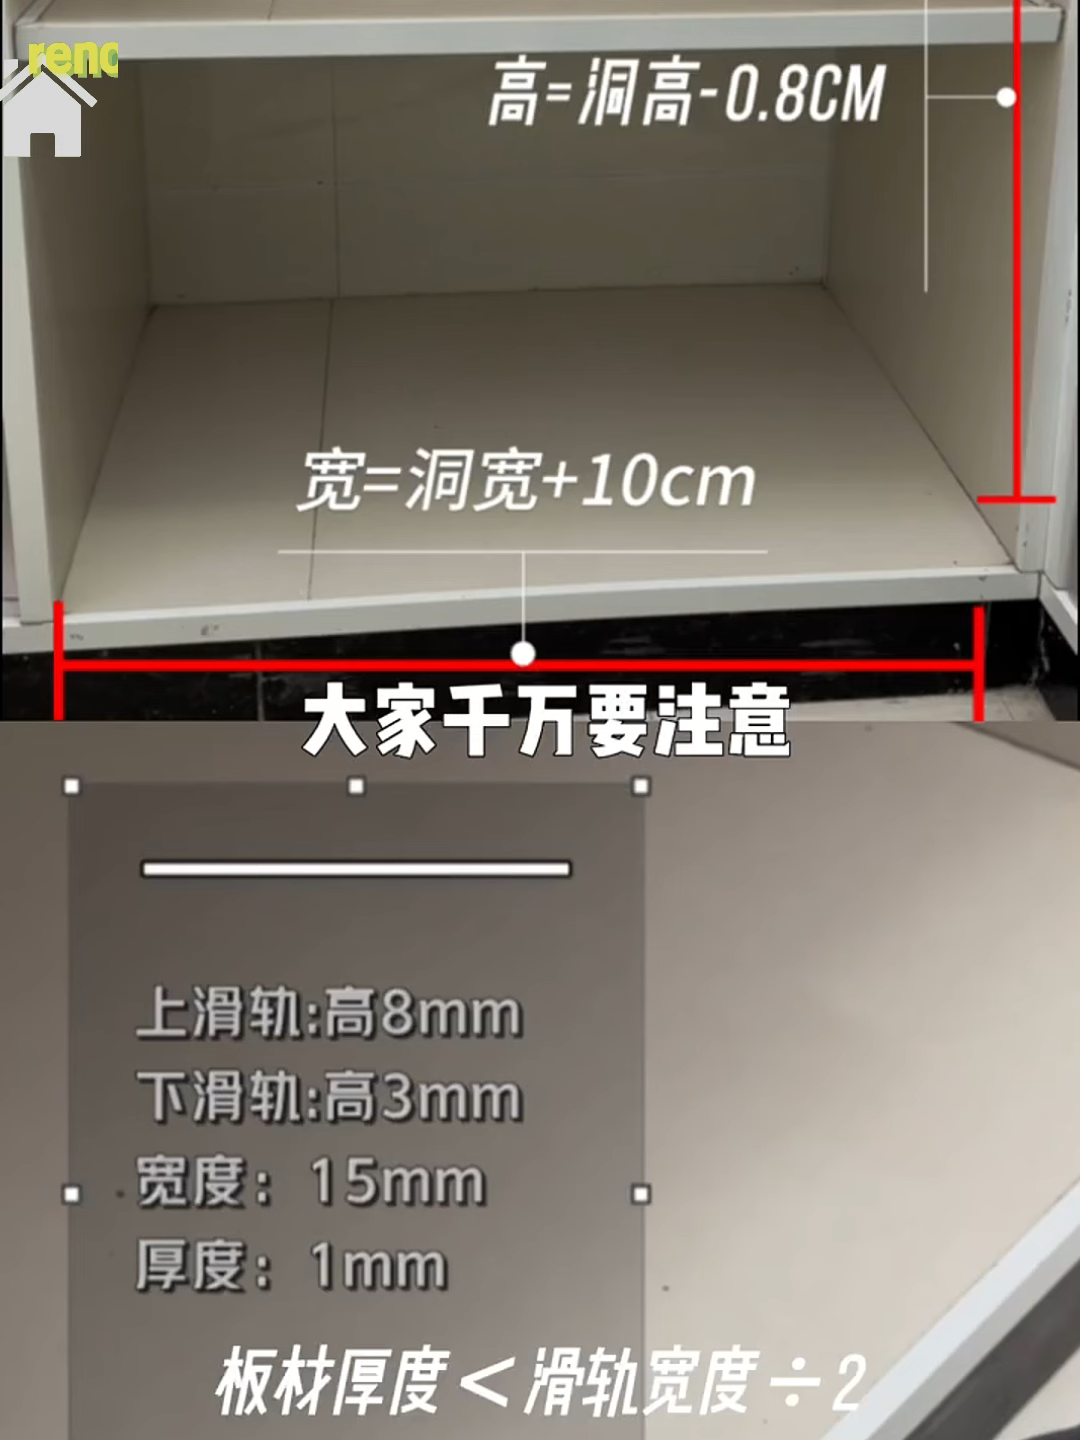 reno
高=洞高-0.8CM
宽=洞宽+10cm
大家千万要注意
上滑轨:高8mm
下滑轨:高3mm
宽度：15mm
厚度：1mm
板材厚度＜滑轨宽度÷2